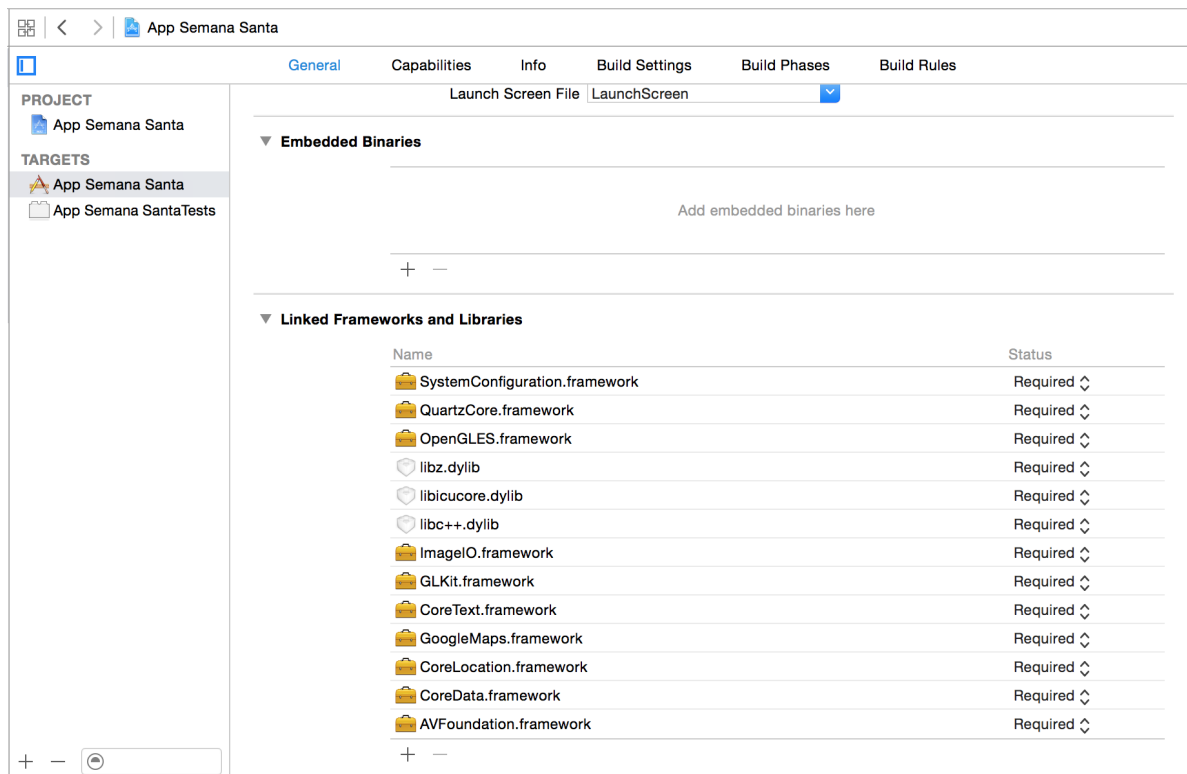 App Semana Santa
General Capabilities Info Build Settings Build Phases Build Rules
PROJECT
App Semana Santa
TARGETS
App Semana Santa
App Semana SantaTests
Launch Screen File LaunchScreen
Embedded Binaries
Add embedded binaries here
Linked Frameworks and Libraries
Name Status
SystemConfiguration.framework Required
QuartzCore.framework Required
OpenGLES.framework Required
libz.dylib Required
libicucore.dylib Required
libc++.dylib Required
ImageIO.framework Required
GLKit.framework Required
CoreText.framework Required
GoogleMaps.framework Required
CoreLocation.framework Required
CoreData.framework Required
AVFoundation.framework Required